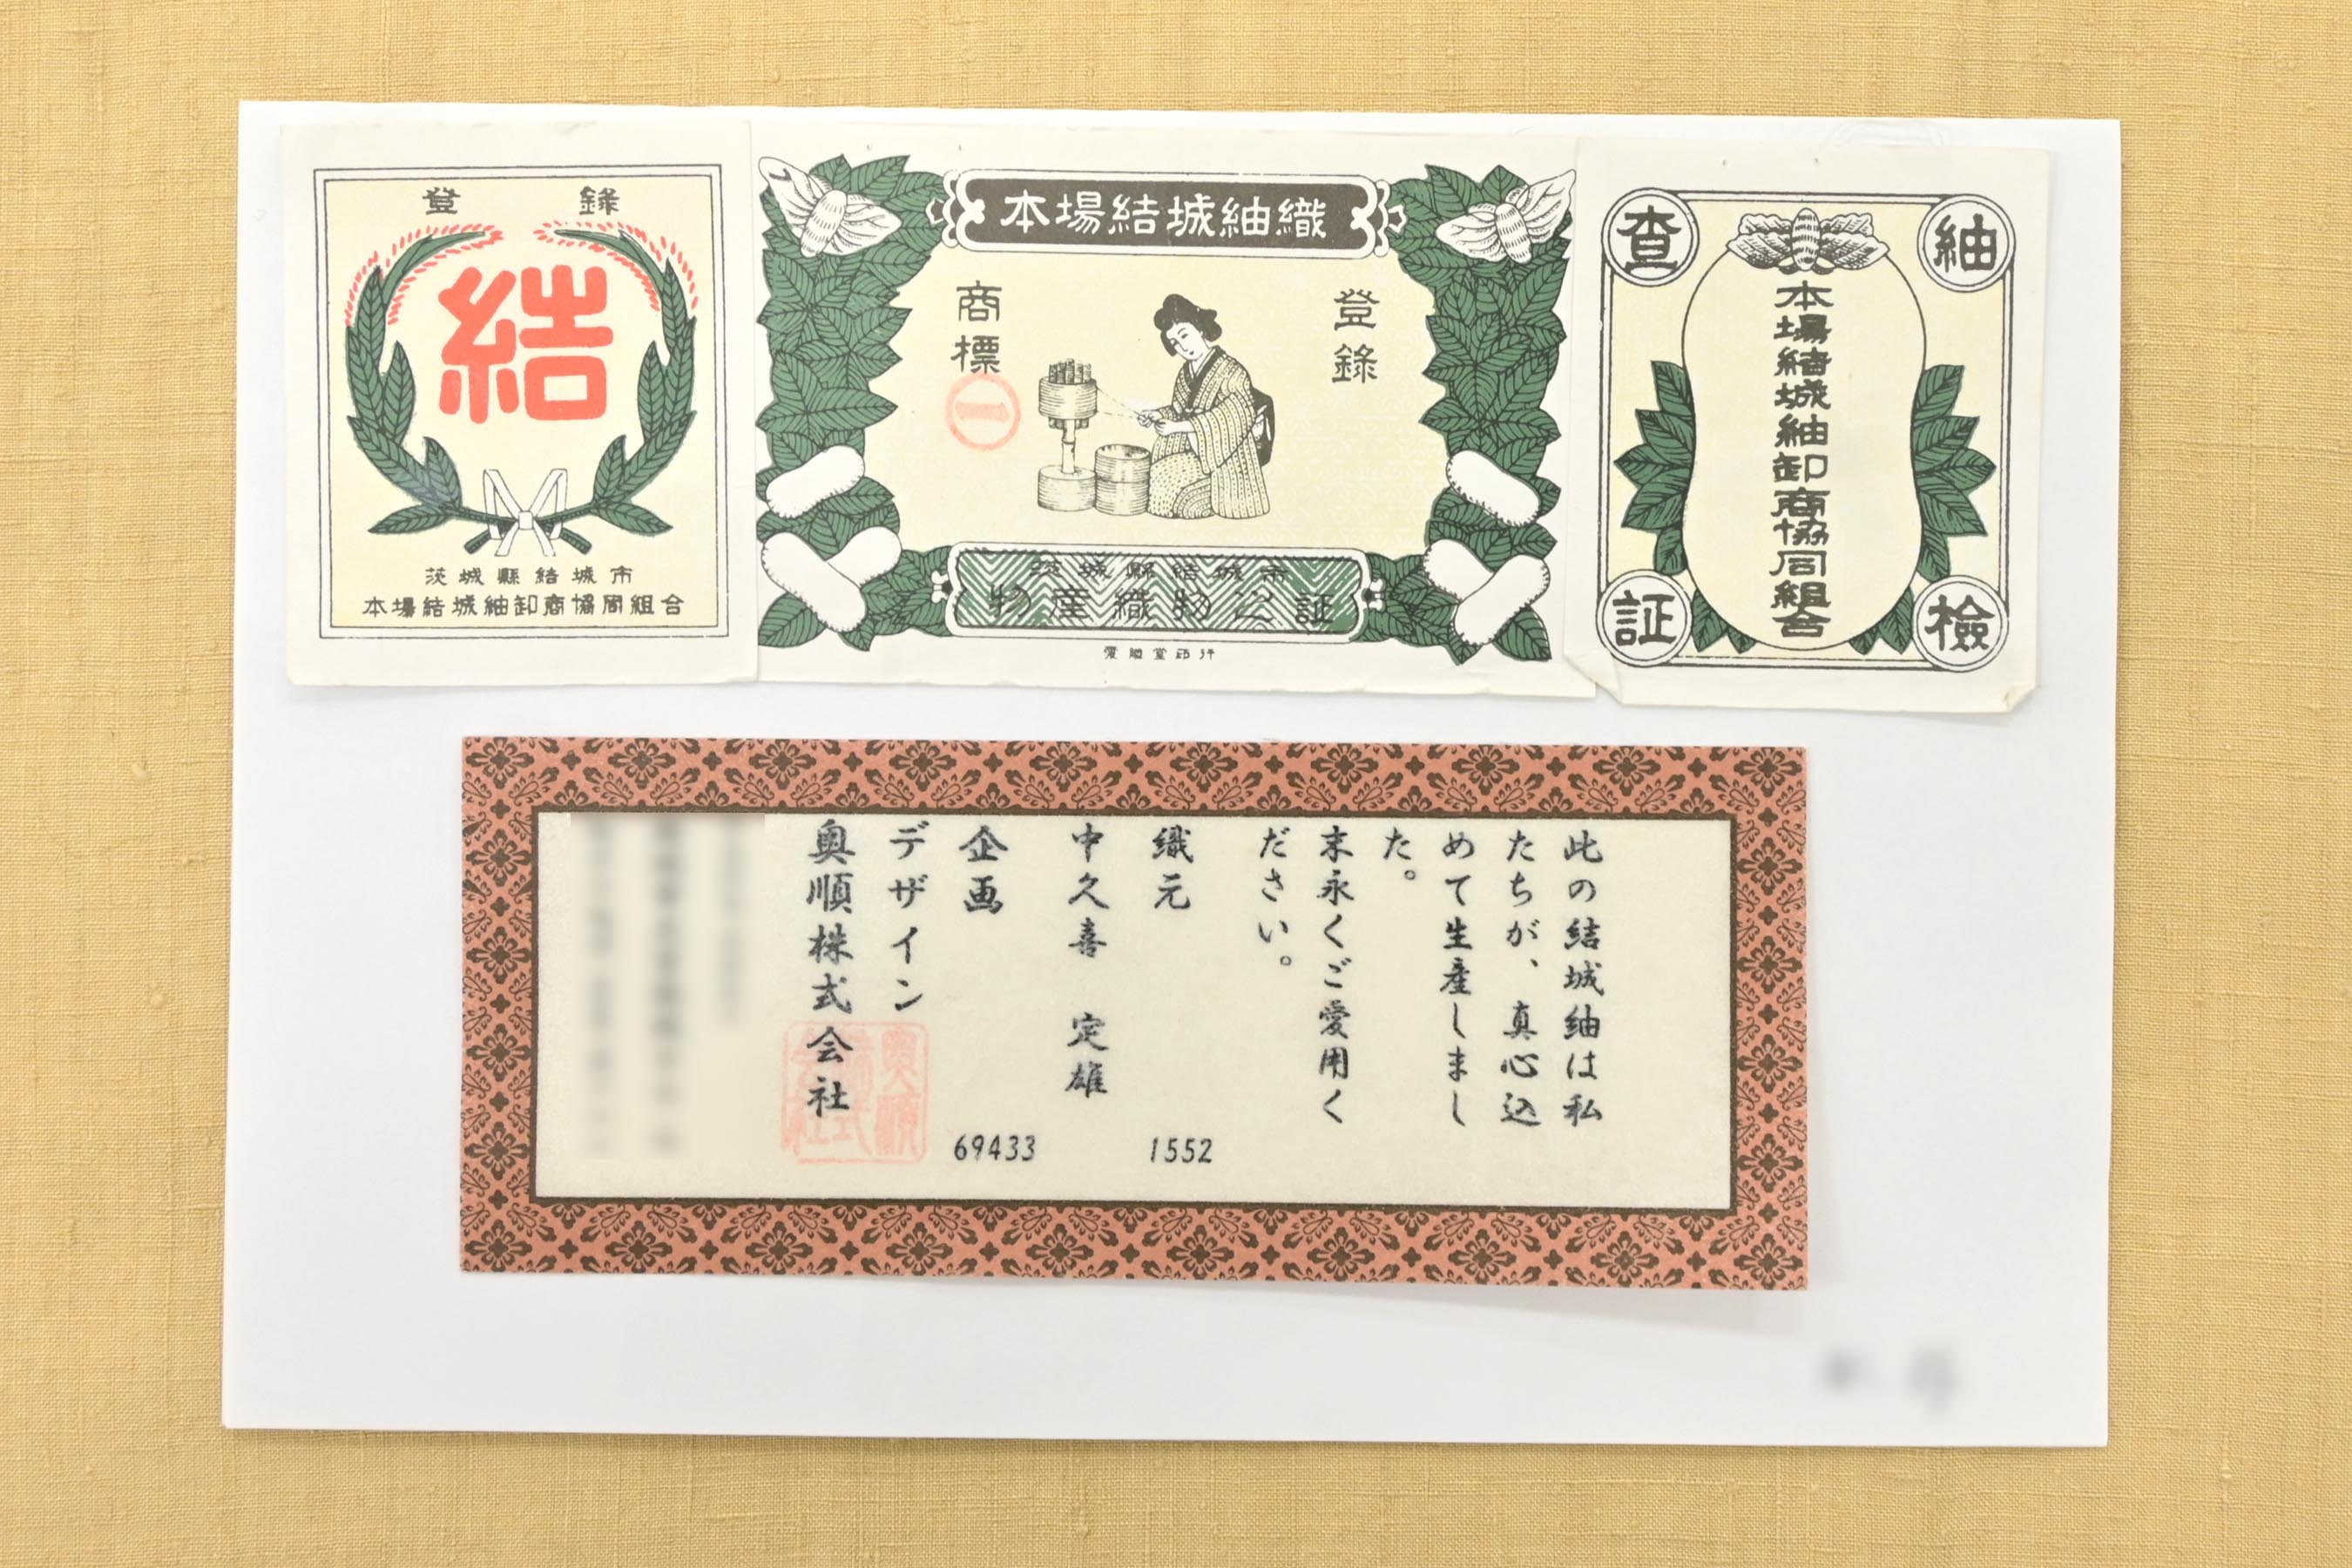 登錄
結
茨城縣結城市
本場結城紬卸商協同組合
本場結城紬織
登錄
商標
一
茨城縣結城市
物産織物之証
紬
査
檢
証
本場結城紬卸商協同組合
此の結城紬は私
たちが、真心込
めて生産しまし
た。
末永くご愛用く
ださい。
織元
1552
中久喜 定雄
企画
69433
デザイン
奥順株式会社